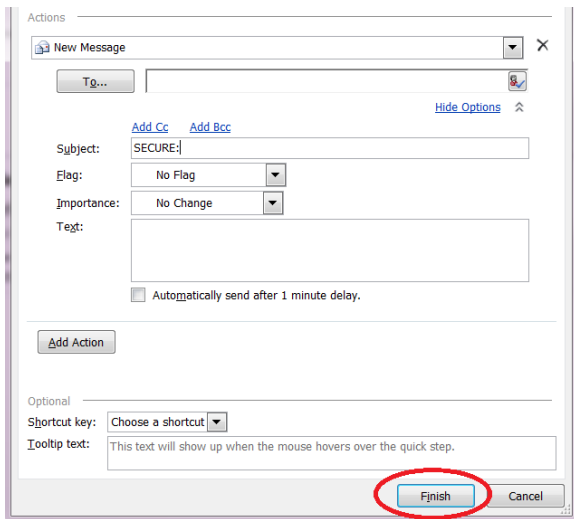 Actions
New Message
To...
Hide Options
Add Cc Add Bcc
Subject: SECURE:
Flag: No Flag
Importance: No Change
Text:
Automatically send after 1 minute delay.
Add Action
Optional
Shortcut key: Choose a shortcut
Tooltip text: This text will show up when the mouse hovers over the quick step.
Finish Cancel